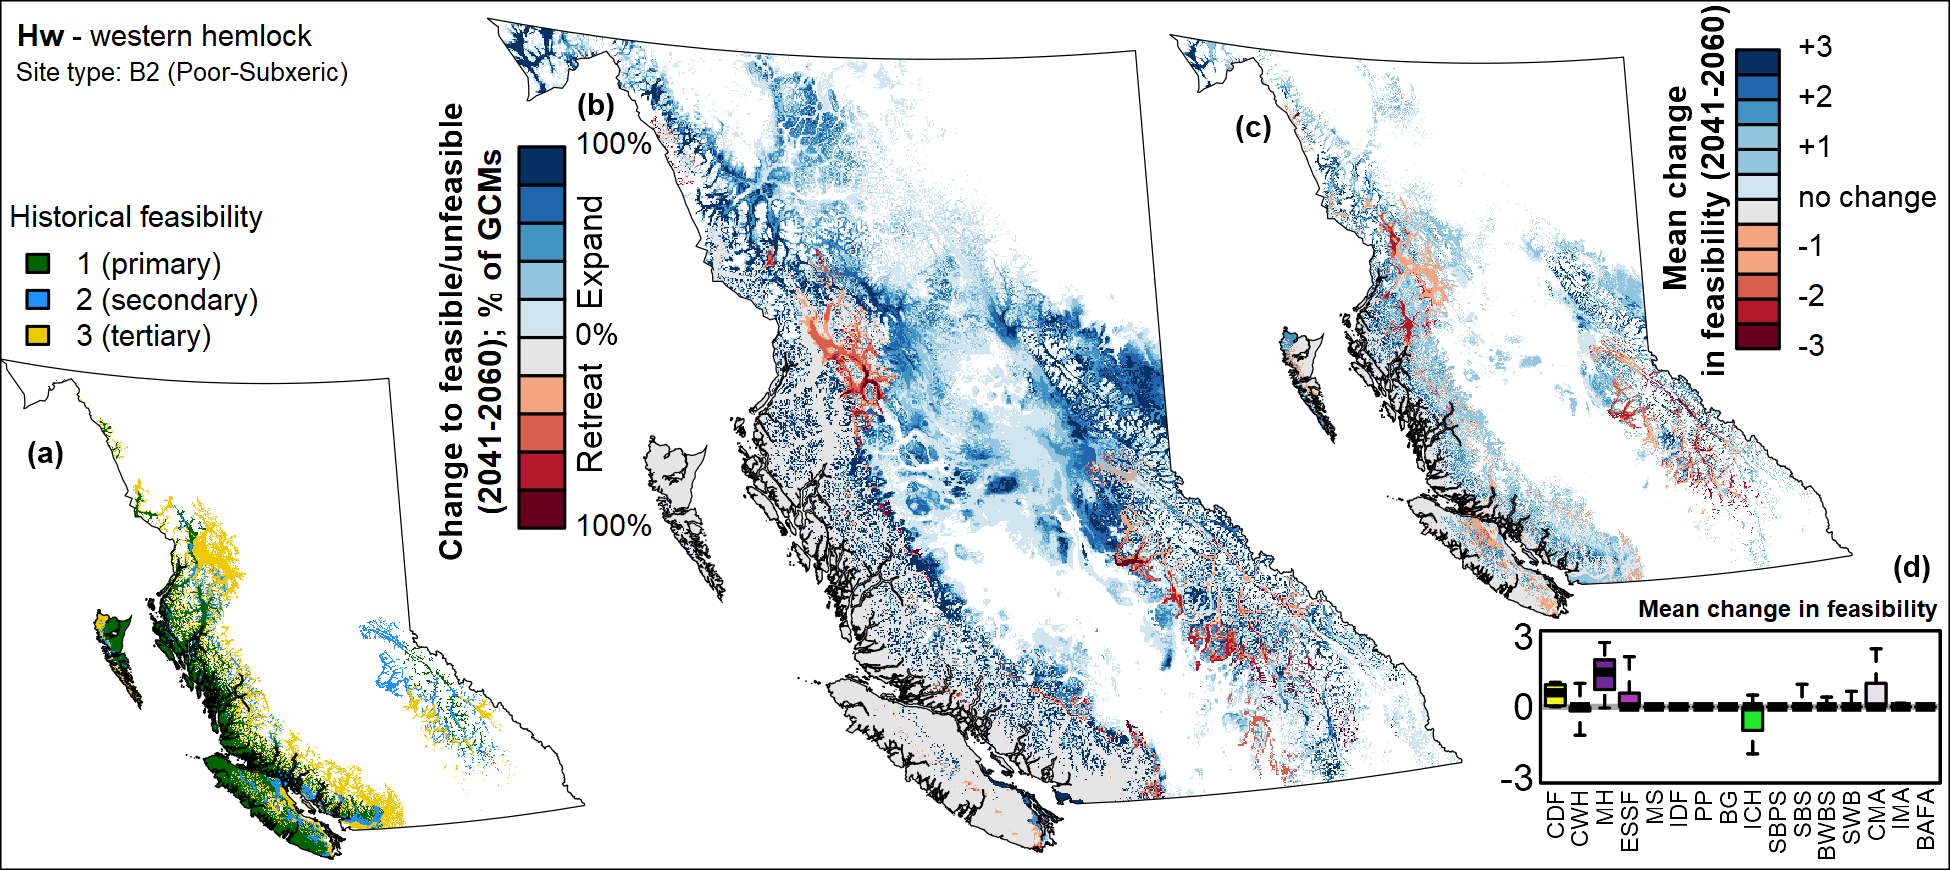 Hw - western hemlock
Site type: B2 (Poor-Subxeric)
Historical feasibility
1 (primary)
2 (secondary)
3 (tertiary)
(a)
Change to feasible/unfeasible
(2041-2060); % of GCMs
100%
Expand
0%
Retreat
100%
(b)
(c)
Mean change
in feasibility (2041-2060)
+3
+2
+1
no change
-1
-2
-3
(d)
Mean change in feasibility
3
0
-3
CDF
CWH
MH
ESSF
MS
IDF
PP
BG
ICH
SBPS
SBS
BWBS
SWB
CMA
IMA
BAFA